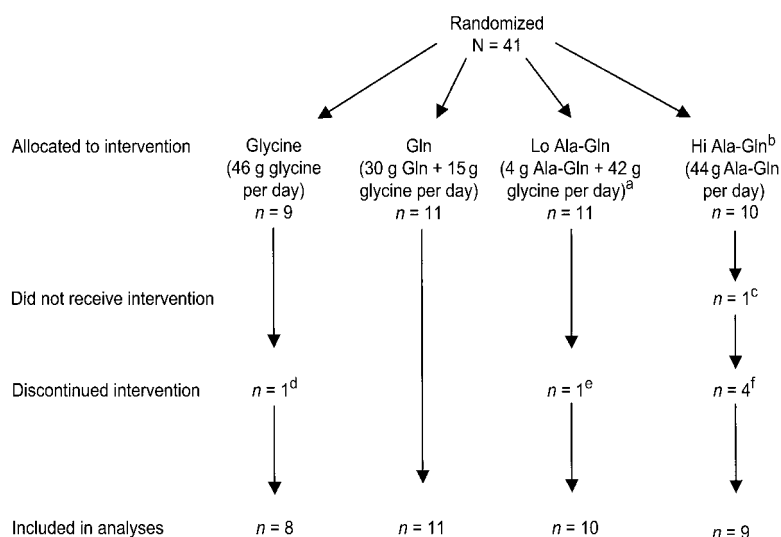 Randomized
N = 41
Allocated to intervention
Glycine
(46 g glycine
per day)
n = 9
Gln
(30 g Gln + 15 g
glycine per day)
n = 11
Lo Ala-Gln
(4 g Ala-Gln + 42 g
glycine per day)a
n = 11
Hi Ala-Glnb
(44 g Ala-Gln
per day)
n = 10
Did not receive intervention
n = 1c
Discontinued intervention
n = 1d
n = 1e
n = 4f
Included in analyses
n = 8
n = 11
n = 10
n = 9